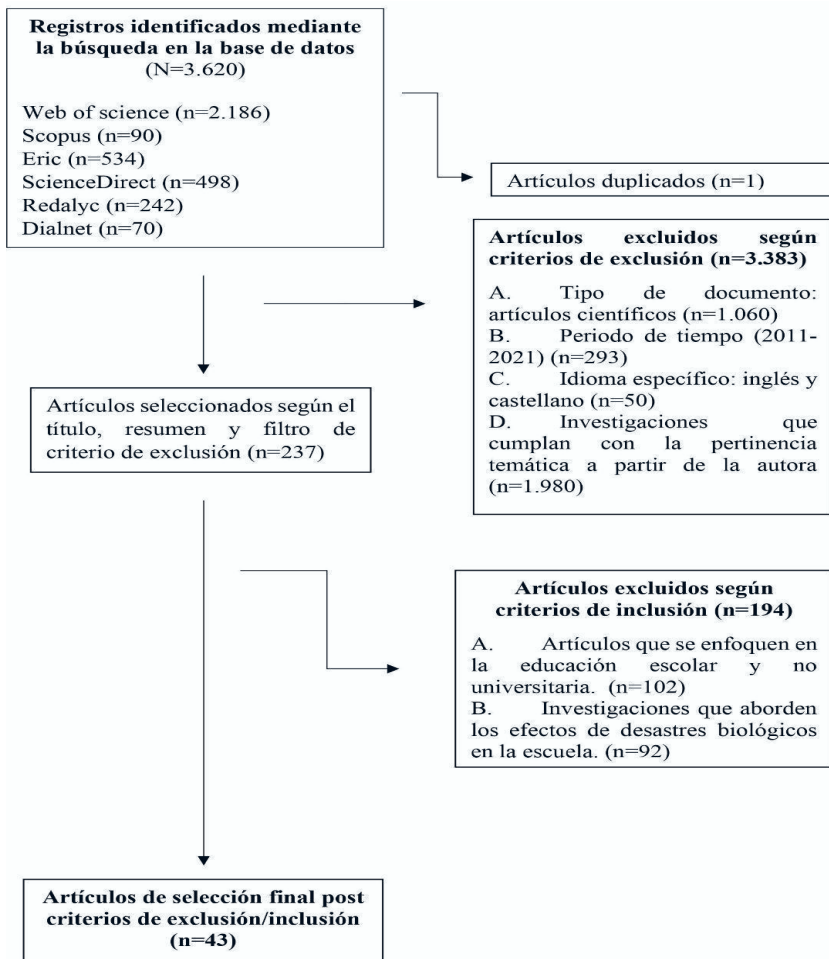 Registros identificados mediante
la búsqueda en la base de datos
(N=3.620)
Web of science (n=2.186)
Scopus (n=90)
Eric (n=534)
ScienceDirect (n=498)
Redalyc (n=242)
Dialnet (n=70)
Artículos duplicados (n=1)
Artículos excluidos según
criterios de exclusión (n=3.383)
A. Tipo de documento:
artículos científicos (n=1.060)
B. Periodo de tiempo (2011-
2021) (n=293)
C. Idioma específico: inglés y
castellano (n=50)
D. Investigaciones que
cumplan con la pertinencia
temática a partir de la autora
(n=1.980)
Artículos seleccionados según el
título, resumen y filtro de
criterio de exclusión (n=237)
Artículos excluidos según
criterios de inclusión (n=194)
A. Artículos que se enfoquen en
la educación escolar y no
universitaria. (n=102)
B. Investigaciones que aborden
los efectos de desastres biológicos
en la escuela. (n=92)
Artículos de selección final post
criterios de exclusión/inclusión
(n=43)